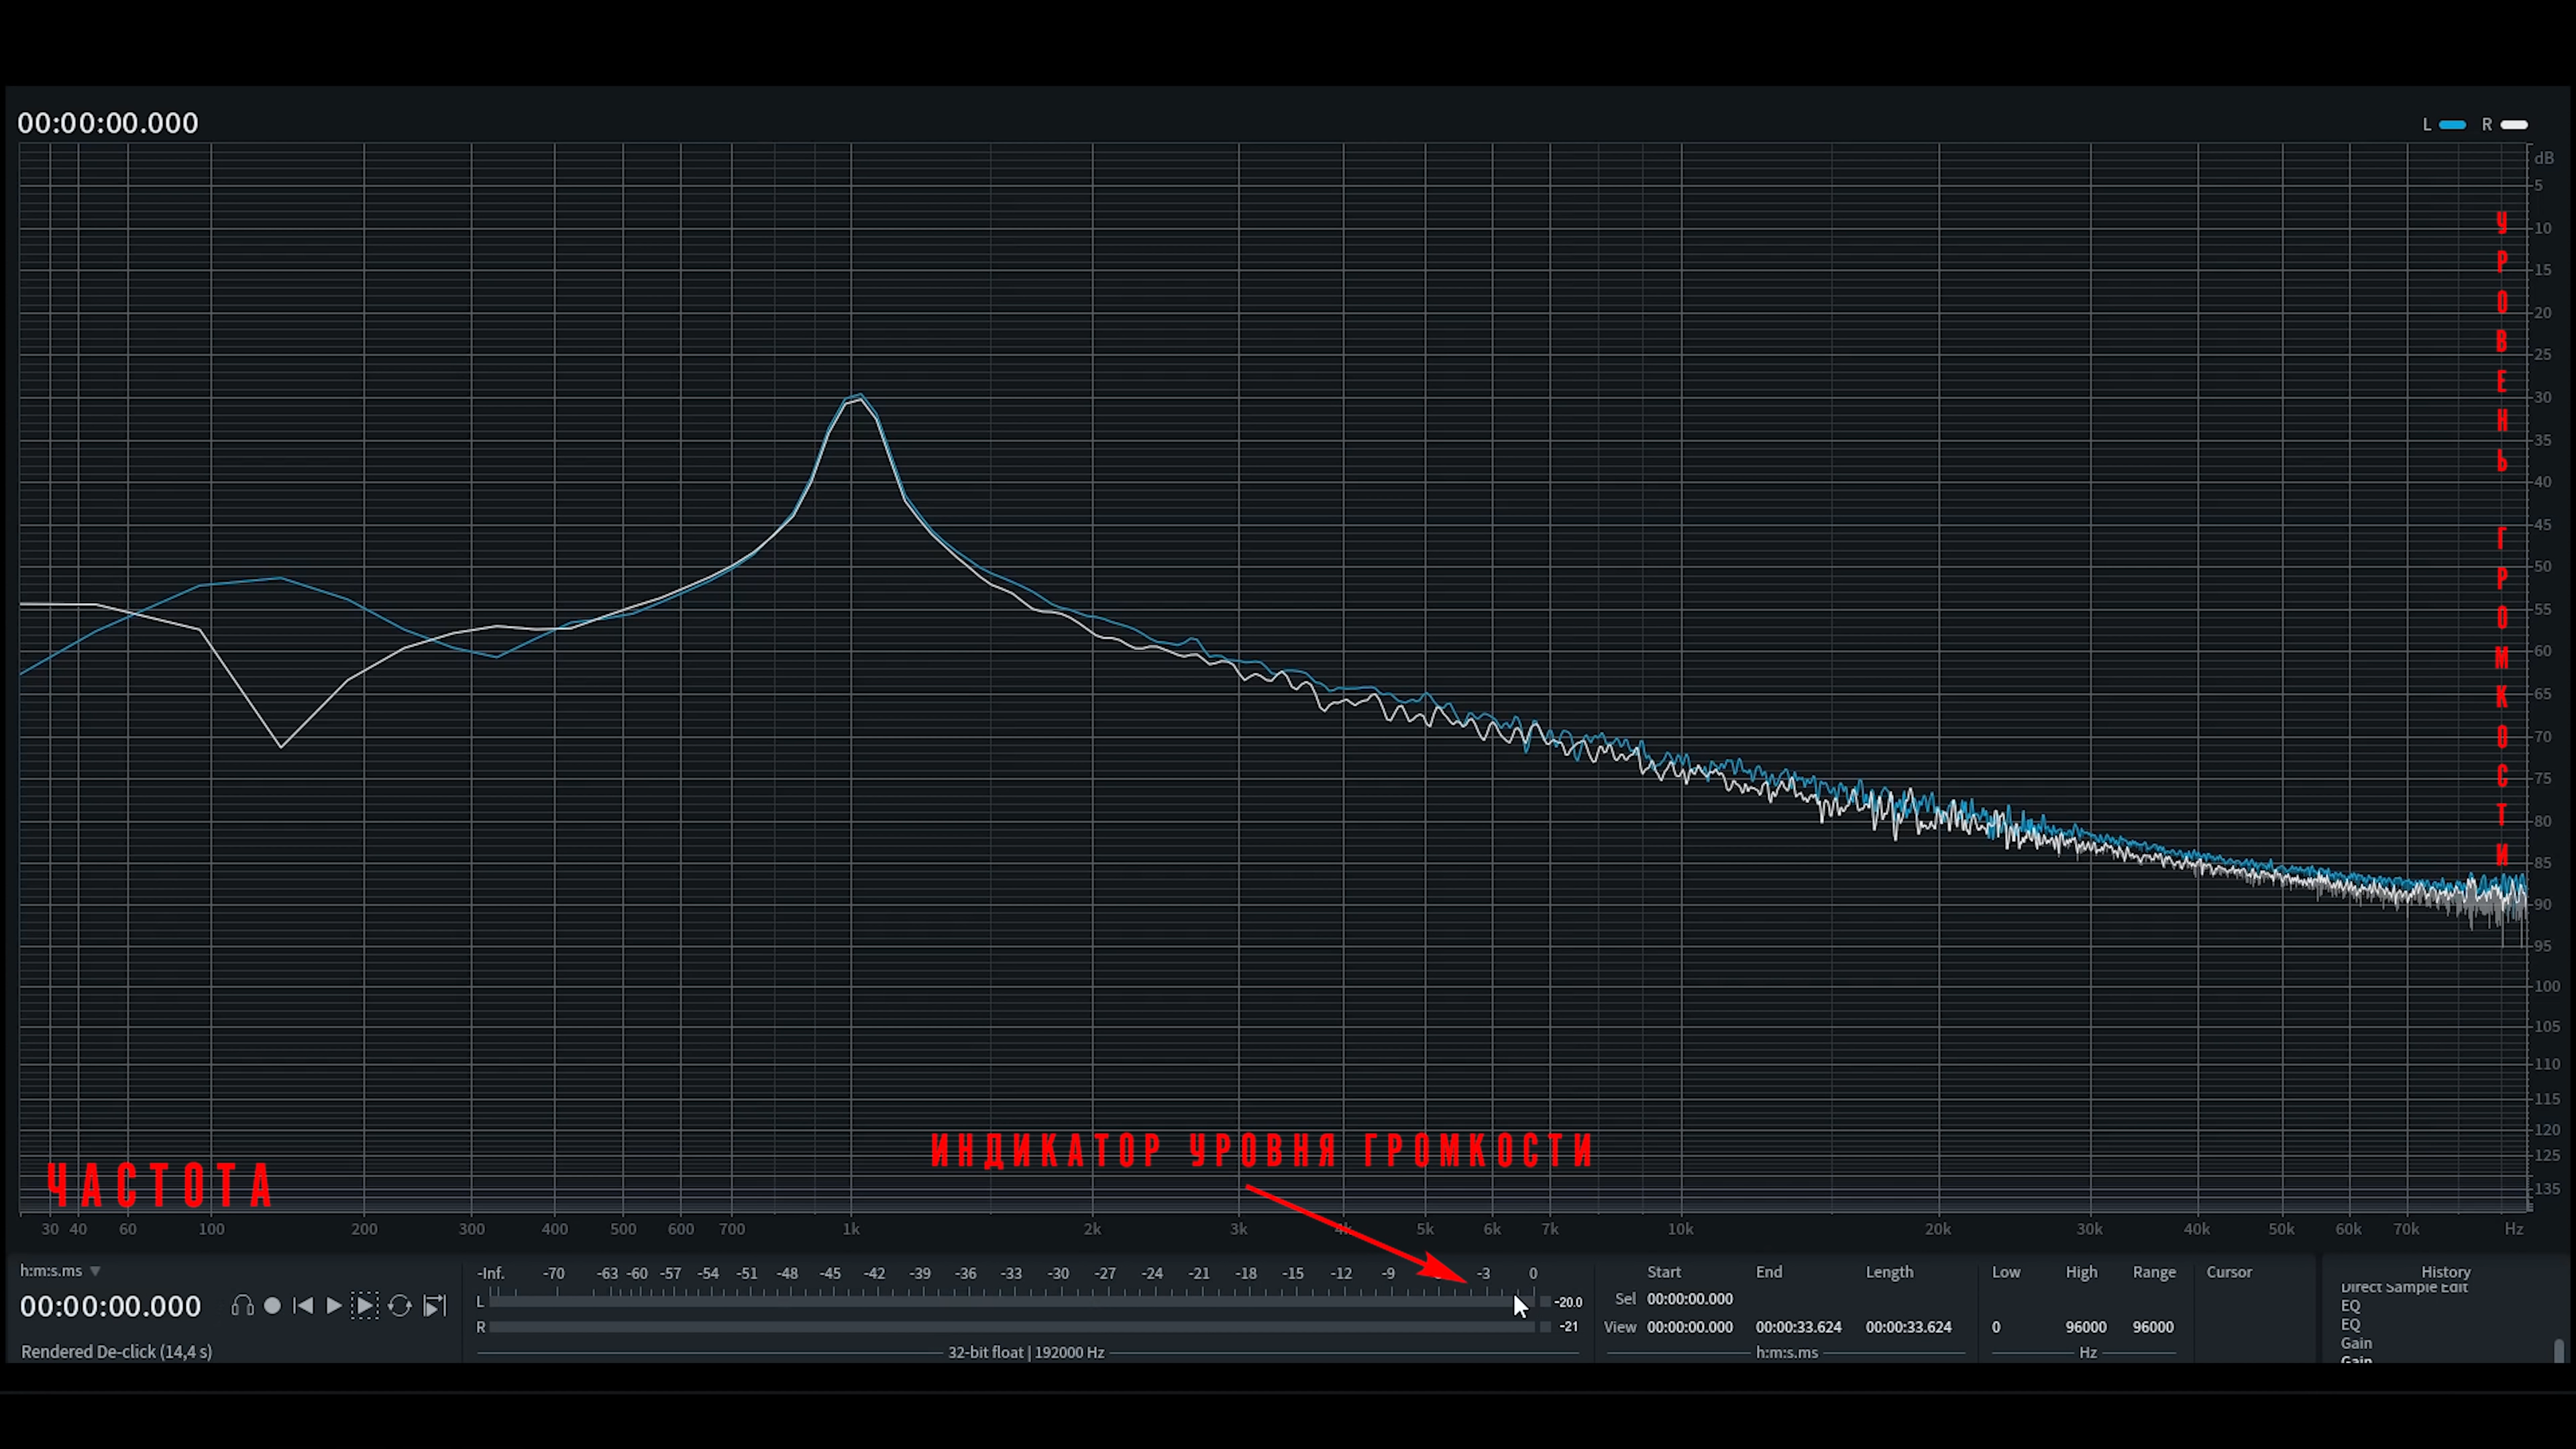 00:00:00.000
L R
dB
5
10
15
20
25
30
35
40
45
50
55
60
65
70
75
80
85
90
95
100
105
110
115
120
125
135
УРОВЕНЬ ГРОМКОСТИ
ИНДИКАТОР УРОВНЯ ГРОМКОСТИ
ЧАСТОТА
30 40 60 100 200 300 400 500 600 700 1k 2k 3k 4k 5k 6k 7k 10k 20k 30k 40k 50k 60k 70k Hz
h:m:s.ms
00:00:00.000
Rendered De-click (14,4 s)
-Inf. -70 -63 -60 -57 -54 -51 -48 -45 -42 -39 -36 -33 -30 -27 -24 -21 -18 -15 -12 -9 -3 0
L -20.0
R -21
32-bit float | 192000 Hz
Start End Length Low High Range Cursor
Sel 00:00:00.000
View 00:00:00.000 00:00:33.624 00:00:33.624 0 96000 96000
h:m:s.ms Hz
History
Direct Sample Edit
EQ
EQ
Gain
Gain